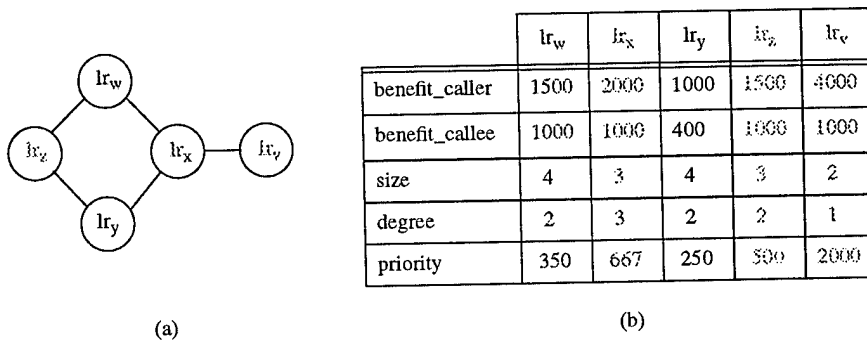 lr_w
lr_z
lr_x
lr_v
lr_y
(a)
lr_w lr_x lr_y lr_z lr_v
benefit_caller 1500 2000 1000 1500 4000
benefit_callee 1000 1000 400 1000 1000
size 4 3 4 3 2
degree 2 3 2 2 1
priority 350 667 250 500 2000
(b)